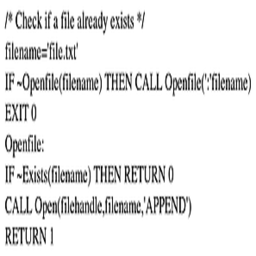 /* Check if a file already exists */
filename='file.txt'
IF ~Openfile(filename) THEN CALL Openfile(':'filename)
EXIT 0
Openfile:
IF ~Exists(filename) THEN RETURN 0
CALL Open(filehandle,filename,'APPEND')
RETURN 1